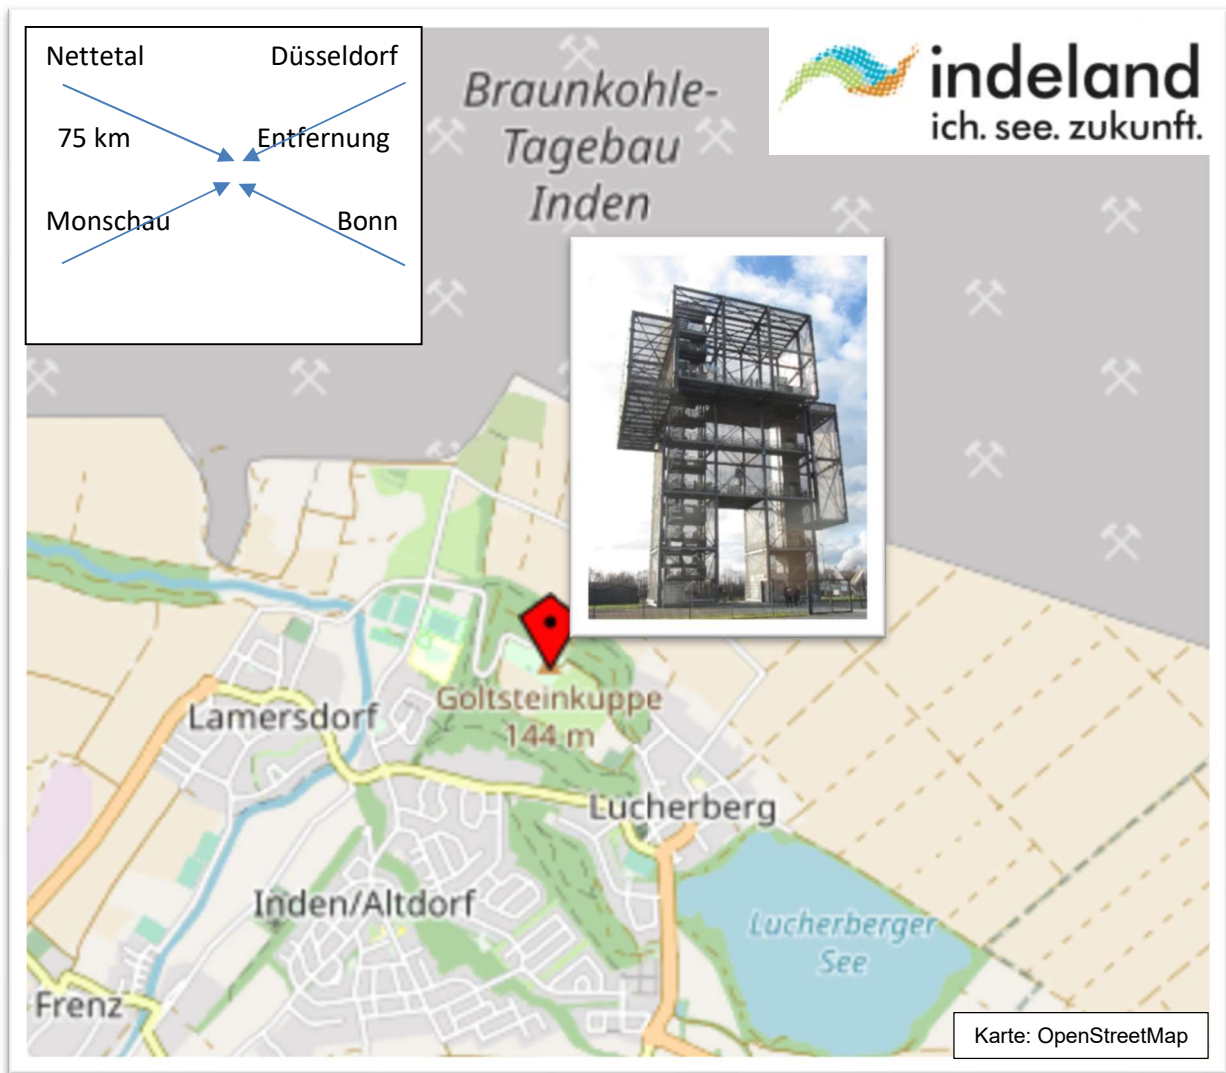 Nettetal Düsseldorf
75 km Entfernung
Monschau Bonn
indeland
ich. see. zukunft.
Braunkohle-
Tagebau
Inden
Goltsteinkuppe
144 m
Lamersdorf
Lucherberg
Inden/Altdorf
Lucherberger
See
Frenz
Karte: OpenStreetMap